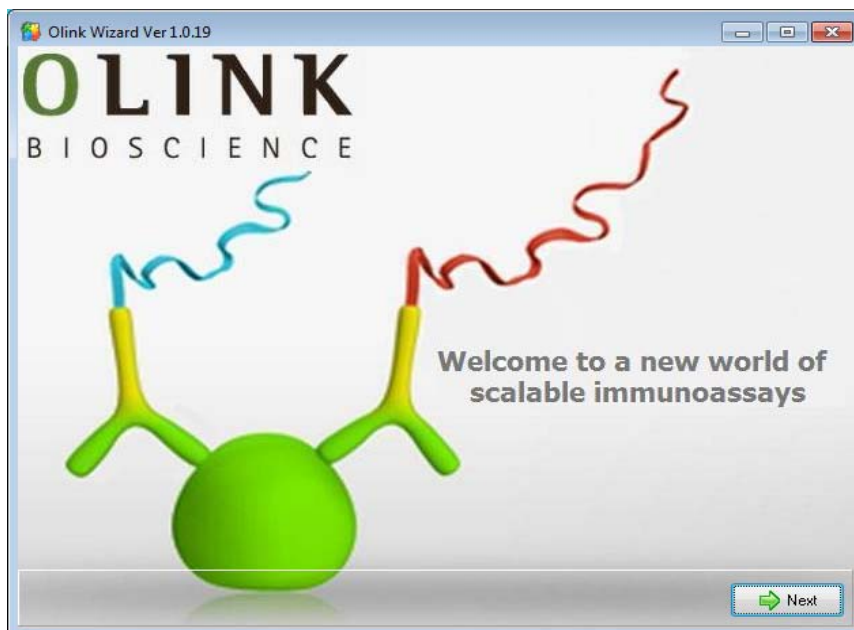 Olink Wizard Ver 1.0.19
OLINK
BIOSCIENCE
Welcome to a new world of
scalable immunoassays
Next